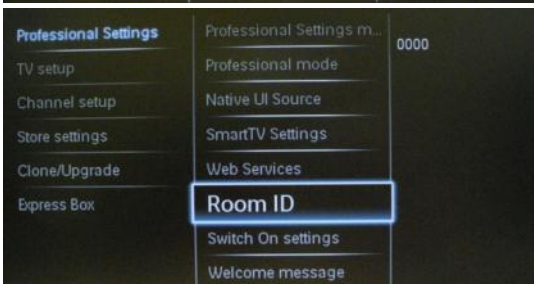 Professional Settings
TV setup
Channel setup
Store settings
Clone/Upgrade
Express Box
Professional Settings m...
Professional mode
Native UI Source
SmartTV Settings
Web Services
Room ID
Switch On settings
Welcome message
0000